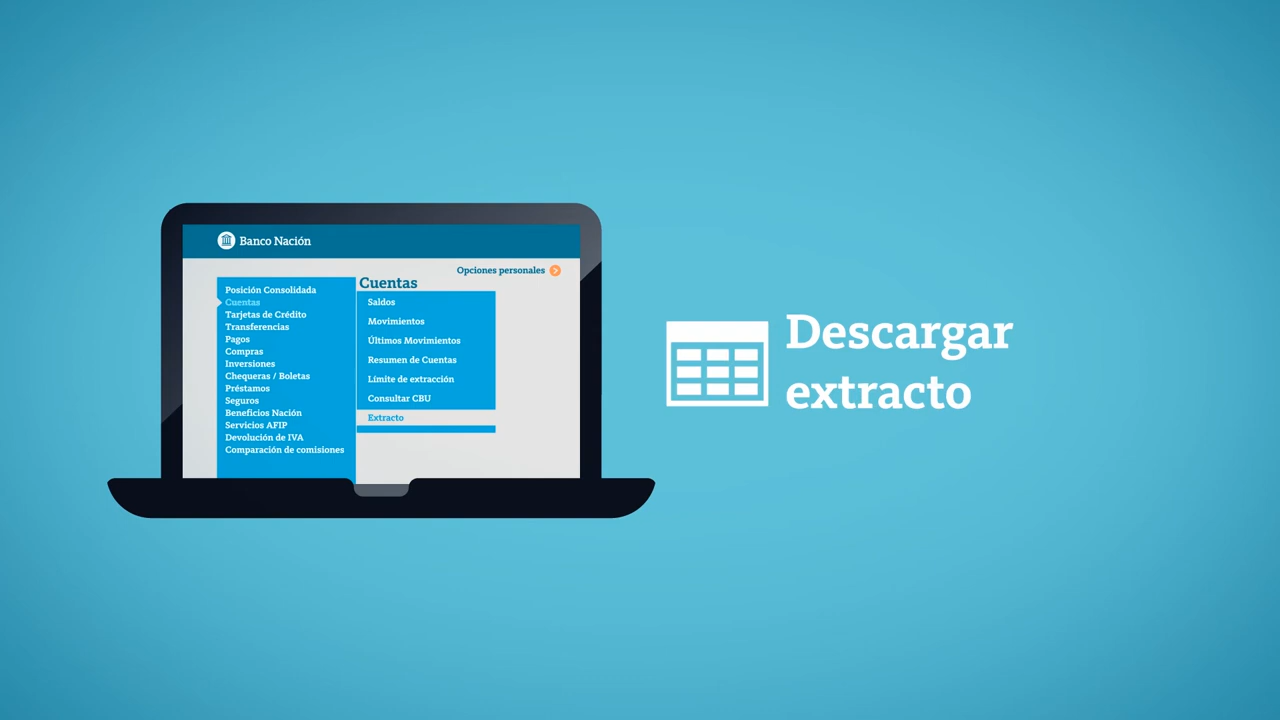 Banco Nación
Opciones personales
Posición Consolidada
Cuentas
Tarjetas de Crédito
Transferencias
Pagos
Compras
Inversiones
Chequeras / Boletas
Préstamos
Seguros
Beneficios Nación
Servicios AFIP
Devolución de IVA
Comparación de comisiones
Cuentas
Saldos
Movimientos
Últimos Movimientos
Resumen de Cuentas
Límite de extracción
Consultar CBU
Extracto
Descargar
extracto